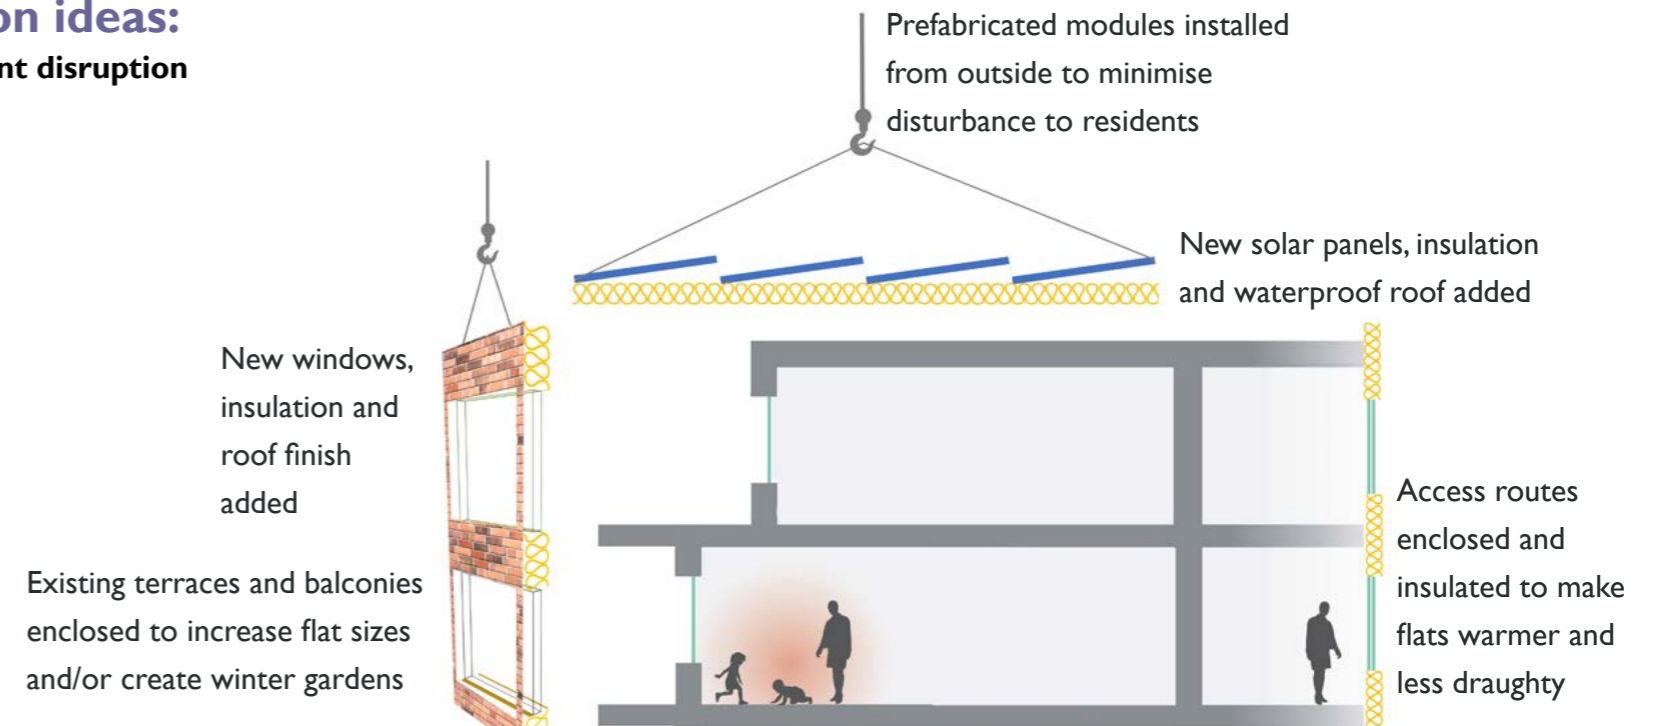 on ideas:
nt disruption
Prefabricated modules installed
from outside to minimise
disturbance to residents
New solar panels, insulation
and waterproof roof added
New windows,
insulation and
roof finish
added
Existing terraces and balconies
enclosed to increase flat sizes
and/or create winter gardens
Access routes
enclosed and
insulated to make
flats warmer and
less draughty